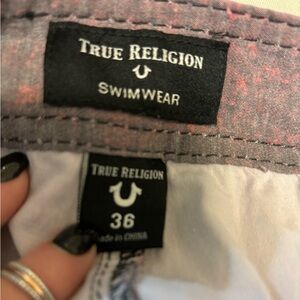 TRUE RELIGION
SWIMWEAR
TRUE RELIGION
36
Made in CHINA